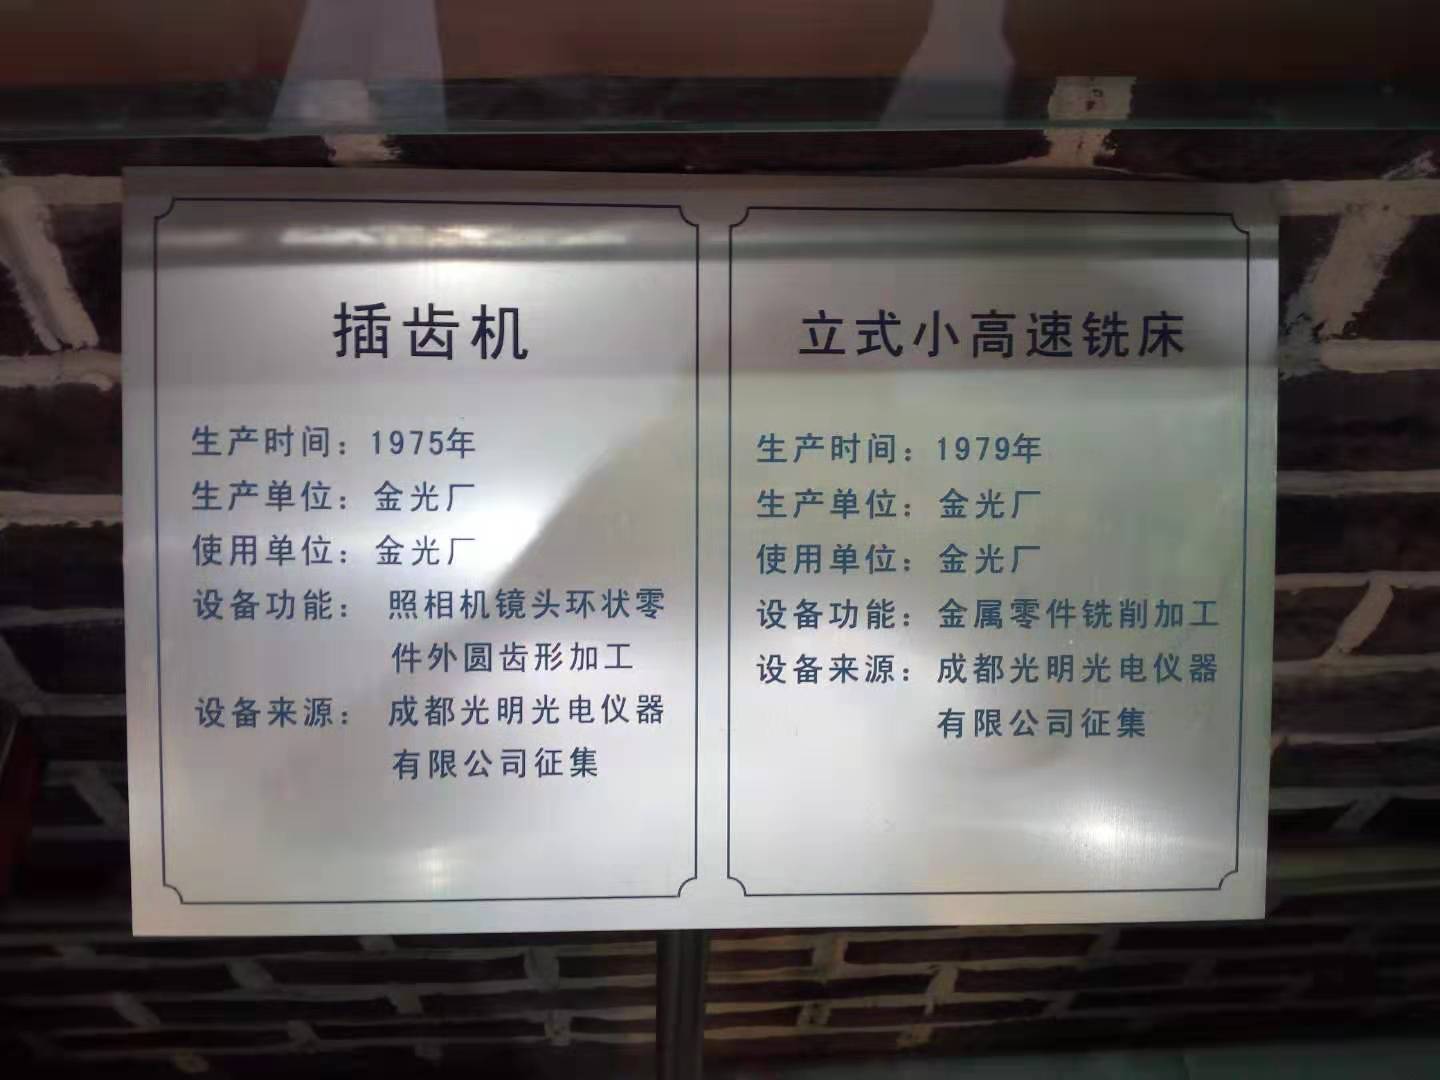 插齿机
生产时间：1975年
生产单位：金光厂
使用单位：金光厂
设备功能：照相机镜头环状零
件外圆齿形加工
设备来源：成都光明光电仪器
有限公司征集
立式小高速铣床
生产时间：1979年
生产单位：金光厂
使用单位：金光厂
设备功能：金属零件铣削加工
设备来源：成都光明光电仪器
有限公司征集